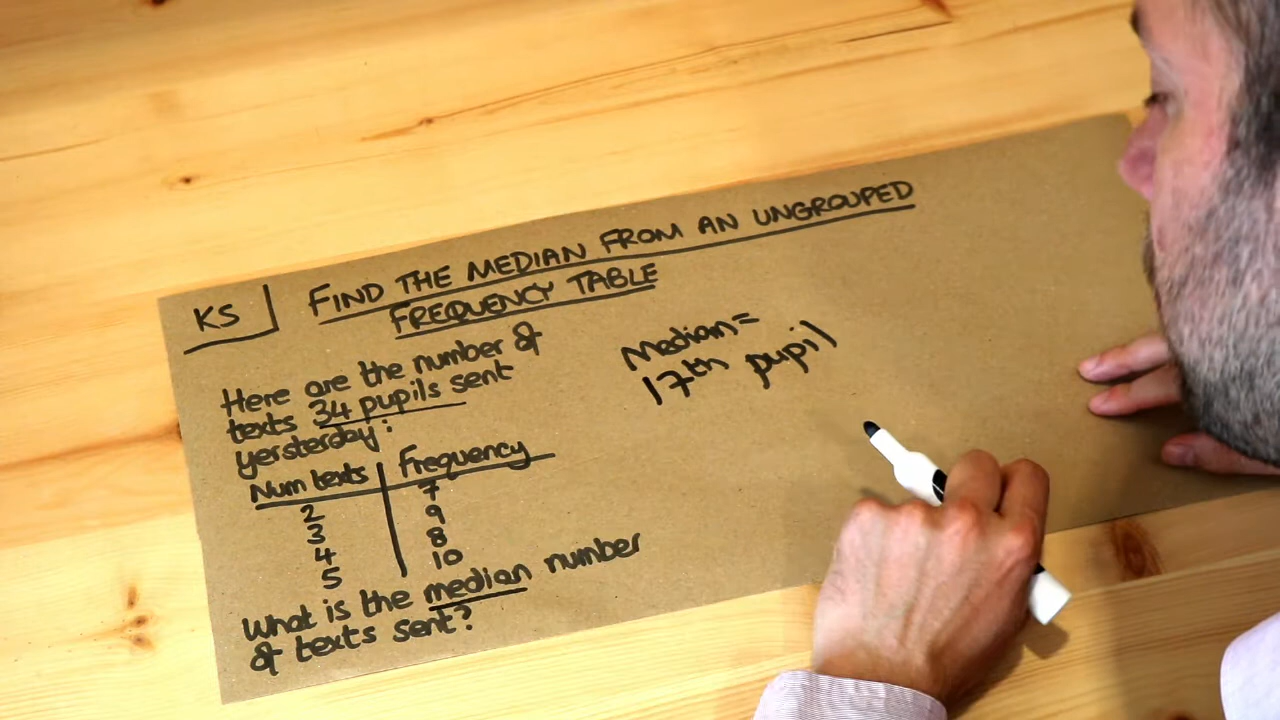 KS
FIND THE MEDIAN FROM AN UNGROUPED
FREQUENCY TABLE
Here are the number of
texts 34 pupils sent
yersterday:
Num texts Frequency
2 7
3 9
4 8
5 10
What is the median number
of texts sent?
Median =
17th pupil